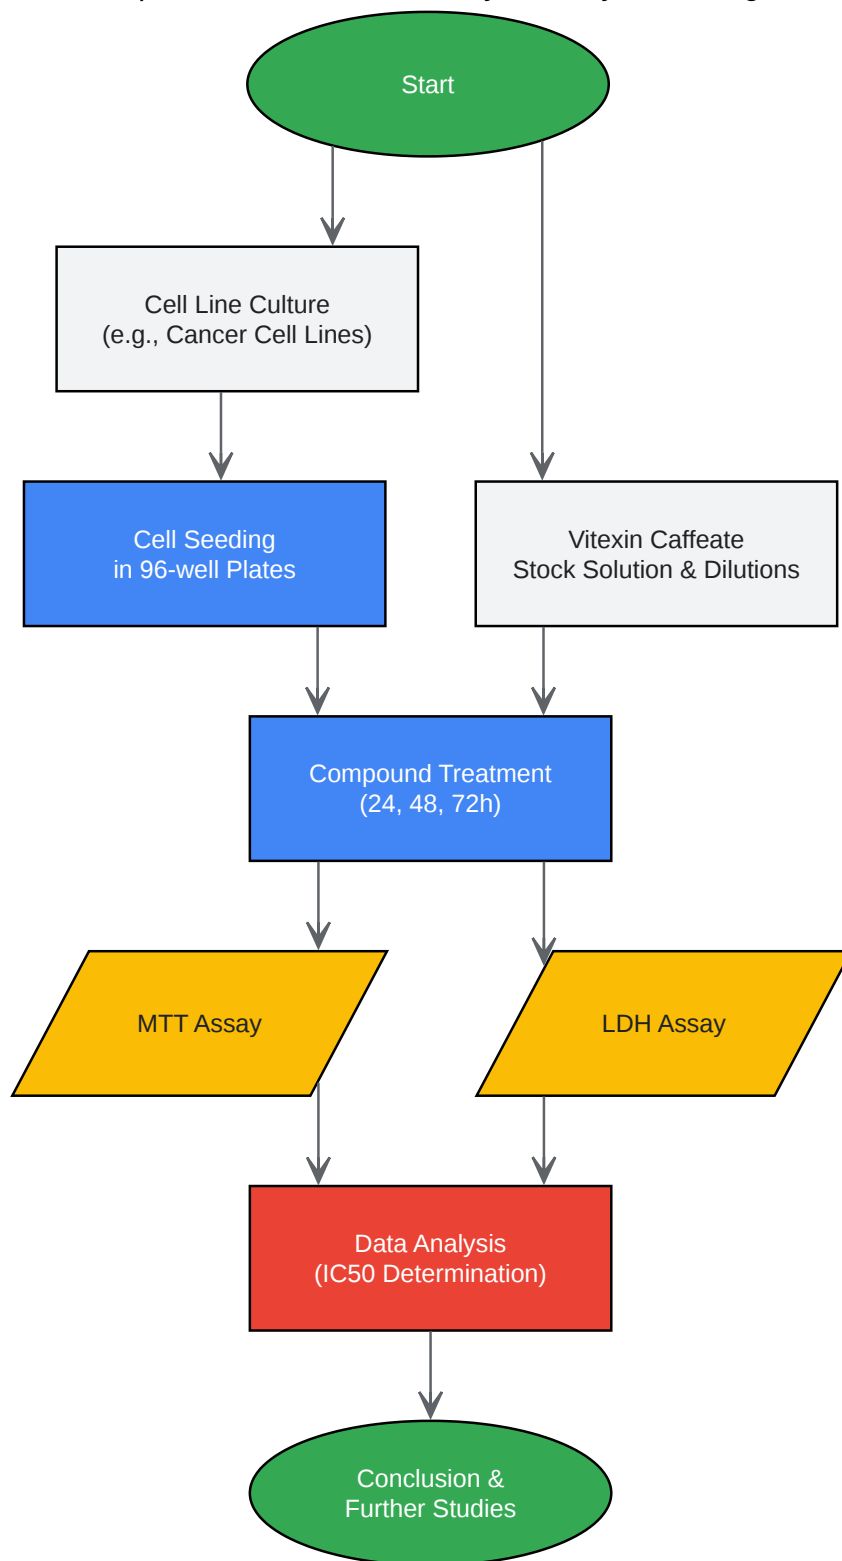 Start
Cell Line Culture
(e.g., Cancer Cell Lines)
Cell Seeding
in 96-well Plates
Vitexin Caffeate
Stock Solution & Dilutions
Compound Treatment
(24, 48, 72h)
MTT Assay
LDH Assay
Data Analysis
(IC50 Determination)
Conclusion &
Further Studies